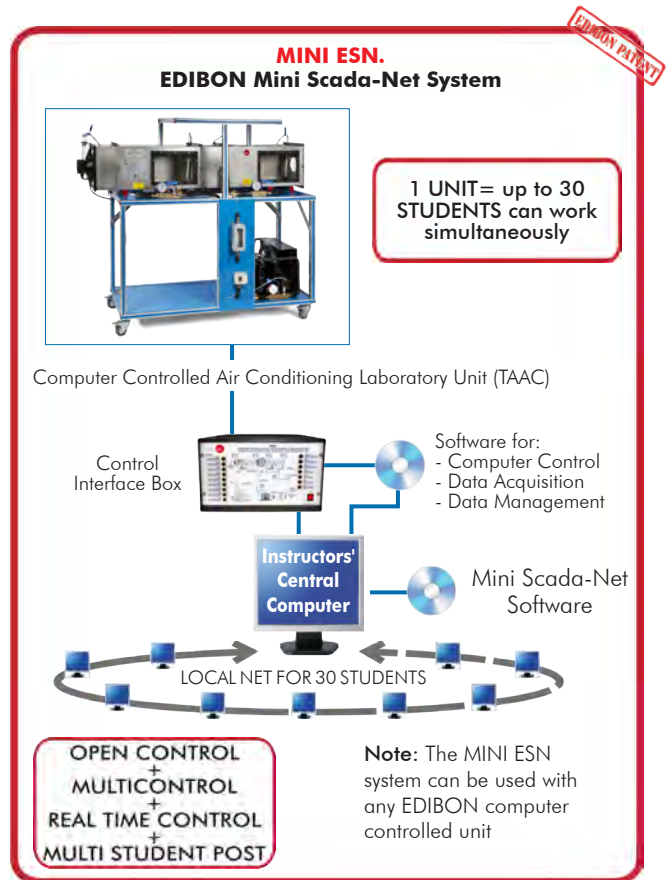 EDIBON PATENT
MINI ESN.
EDIBON Mini Scada-Net System
1 UNIT= up to 30
STUDENTS can work
simultaneously
Computer Controlled Air Conditioning Laboratory Unit (TAAC)
Control
Interface Box
Software for:
- Computer Control
- Data Acquisition
- Data Management
Instructors'
Central
Computer
Mini Scada-Net
Software
LOCAL NET FOR 30 STUDENTS
OPEN CONTROL
+
MULTICONTROL
+
REAL TIME CONTROL
+
MULTI STUDENT POST
Note: The MINI ESN
system can be used with
any EDIBON computer
controlled unit